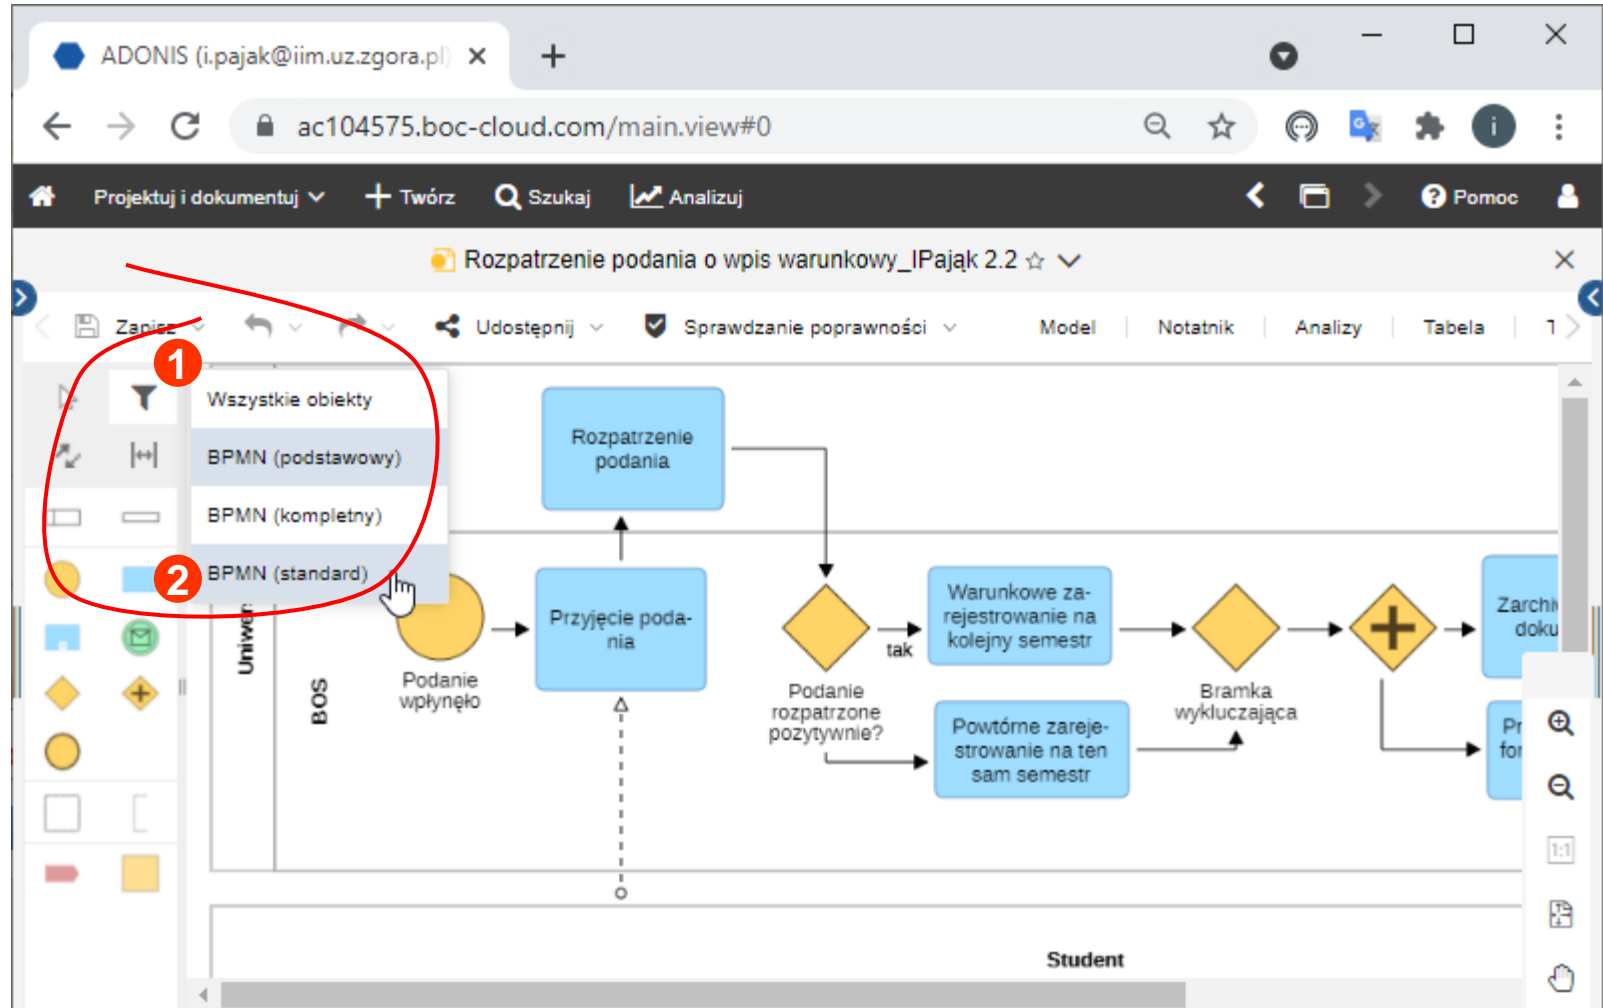 ADONIS (i.pajak@iim.uz.zgora.pl)
ac104575.boc-cloud.com/main.view#0
i
Projektuj i dokumentuj
Twórz
Szukaj
Analizuj
Pomoc
Rozpatrzenie podania o wpis warunkowy_IPająk 2.2
Zapisz
Udostępnij
Sprawdzanie poprawności
Model
Notatnik
Analizy
Tabela
1
Wszystkie obiekty
BPMN (podstawowy)
BPMN (kompletny)
2
BPMN (standard)
Rozpatrzenie
podania
Przyjęcie poda-
nia
Podanie
wpłynęło
BOS
Podanie
rozpatrzone
pozytywnie?
tak
Warunkowe za-
rejestrowanie na
kolejny semestr
Powtórne zareje-
strowanie na ten
sam semestr
Bramka
wykluczająca
Student
1:1